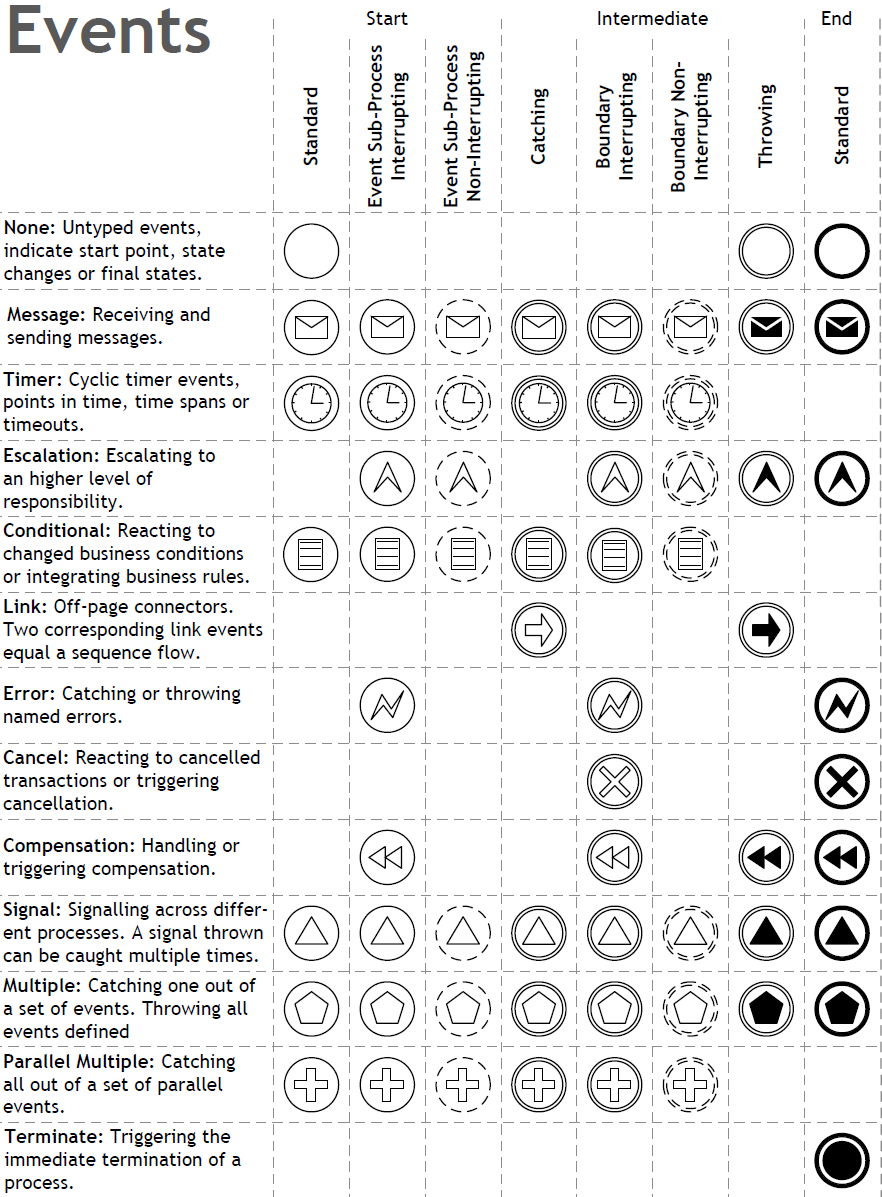 Events
Start
Intermediate
End
Standard
Event Sub-Process
Interrupting
Event Sub-Process
Non-Interrupting
Catching
Boundary
Interrupting
Boundary Non-
Interrupting
Throwing
Standard
None: Untyped events,
indicate start point, state
changes or final states.
Message: Receiving and
sending messages.
Timer: Cyclic timer events,
points in time, time spans or
timeouts.
Escalation: Escalating to
an higher level of
responsibility.
Conditional: Reacting to
changed business conditions
or integrating business rules.
Link: Off-page connectors.
Two corresponding link events
equal a sequence flow.
Error: Catching or throwing
named errors.
Cancel: Reacting to cancelled
transactions or triggering
cancellation.
Compensation: Handling or
triggering compensation.
Signal: Signalling across differ-
ent processes. A signal thrown
can be caught multiple times.
Multiple: Catching one out of
a set of events. Throwing all
events defined
Parallel Multiple: Catching
all out of a set of parallel
events.
Terminate: Triggering the
immediate termination of a
process.